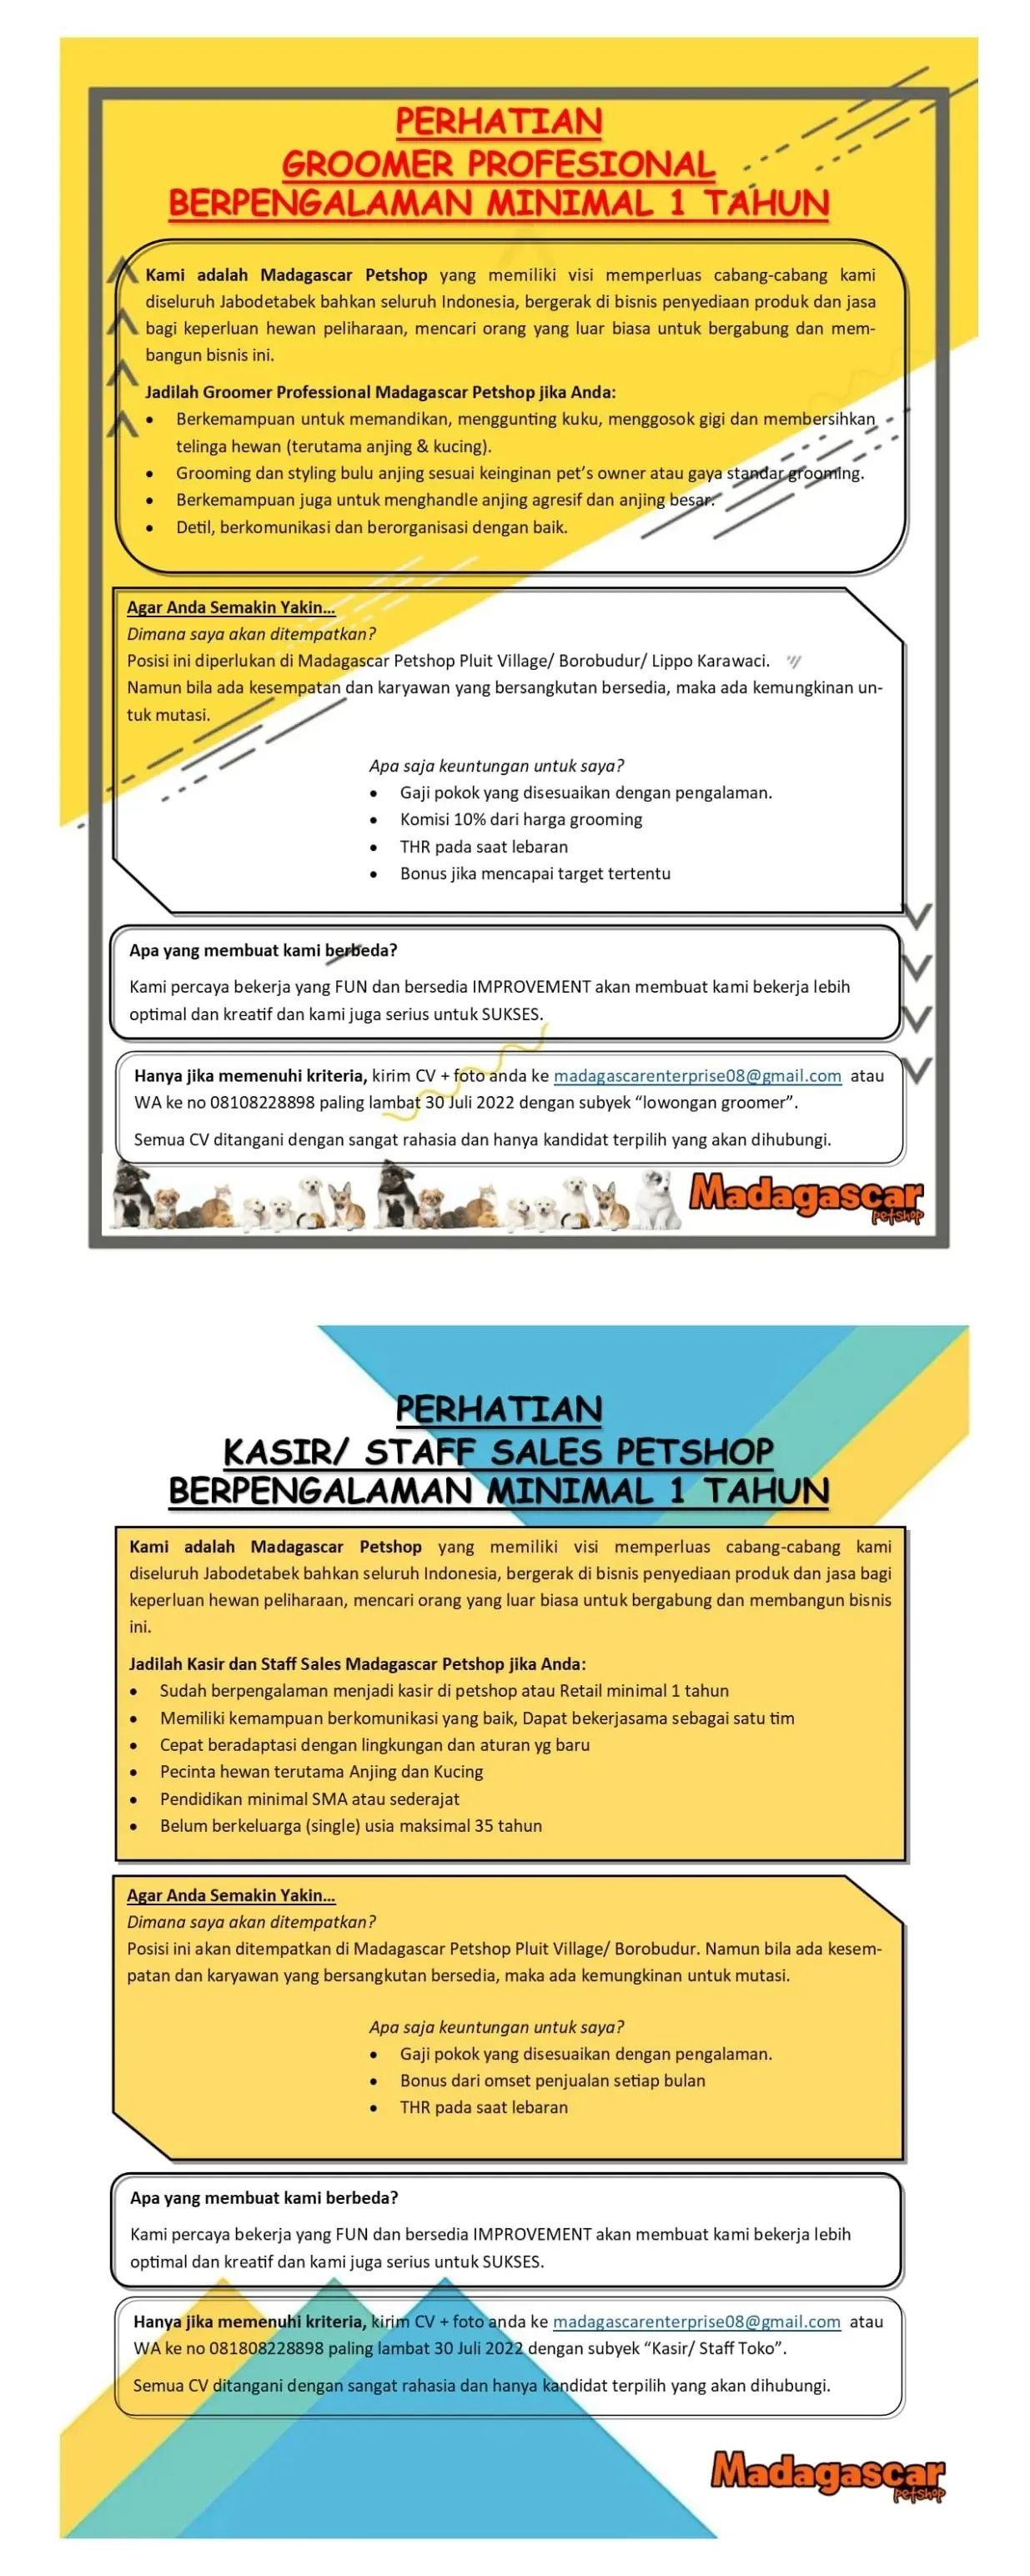 PERHATIAN
GROOMER PROFESIONAL
BERPENGALAMAN MINIMAL 1 TAHUN
Kami adalah Madagascar Petshop yang memiliki visi memperluas cabang-cabang kami
diseluruh Jabodetabek bahkan seluruh Indonesia, bergerak di bisnis penyediaan produk dan jasa
bagi keperluan hewan peliharaan, mencari orang yang luar biasa untuk bergabung dan mem-
bangun bisnis ini.
Jadilah Groomer Professional Madagascar Petshop jika Anda:
• Berkemampuan untuk memandikan, menggunting kuku, menggosok gigi dan membersihkan
telinga hewan (terutama anjing & kucing).
• Grooming dan styling bulu anjing sesuai keinginan pet’s owner atau gaya standar grooming.
• Berkemampuan juga untuk menghandle anjing agresif dan anjing besar.
• Detil, berkomunikasi dan berorganisasi dengan baik.
Agar Anda Semakin Yakin...
Dimana saya akan ditempatkan?
Posisi ini diperlukan di Madagascar Petshop Pluit Village/ Borobudur/ Lippo Karawaci.
Namun bila ada kesempatan dan karyawan yang bersangkutan bersedia, maka ada kemungkinan un-
tuk mutasi.
Apa saja keuntungan untuk saya?
• Gaji pokok yang disesuaikan dengan pengalaman.
• Komisi 10% dari harga grooming
• THR pada saat lebaran
• Bonus jika mencapai target tertentu
Apa yang membuat kami berbeda?
Kami percaya bekerja yang FUN dan bersedia IMPROVEMENT akan membuat kami bekerja lebih
optimal dan kreatif dan kami juga serius untuk SUKSES.
Hanya jika memenuhi kriteria, kirim CV + foto anda ke madagascarenterprise08@gmail.com atau
WA ke no 08108228898 paling lambat 30 Juli 2022 dengan subyek “lowongan groomer”.
Semua CV ditangani dengan sangat rahasia dan hanya kandidat terpilih yang akan dihubungi.
Madagascar
petshop
PERHATIAN
KASIR/ STAFF SALES PETSHOP
BERPENGALAMAN MINIMAL 1 TAHUN
Kami adalah Madagascar Petshop yang memiliki visi memperluas cabang-cabang kami
diseluruh Jabodetabek bahkan seluruh Indonesia, bergerak di bisnis penyediaan produk dan jasa bagi
keperluan hewan peliharaan, mencari orang yang luar biasa untuk bergabung dan membangun bisnis
ini.
Jadilah Kasir dan Staff Sales Madagascar Petshop jika Anda:
• Sudah berpengalaman menjadi kasir di petshop atau Retail minimal 1 tahun
• Memiliki kemampuan berkomunikasi yang baik, Dapat bekerjasama sebagai satu tim
• Cepat beradaptasi dengan lingkungan dan aturan yg baru
• Pecinta hewan terutama Anjing dan Kucing
• Pendidikan minimal SMA atau sederajat
• Belum berkeluarga (single) usia maksimal 35 tahun
Agar Anda Semakin Yakin...
Dimana saya akan ditempatkan?
Posisi ini akan ditempatkan di Madagascar Petshop Pluit Village/ Borobudur. Namun bila ada kesem-
patan dan karyawan yang bersangkutan bersedia, maka ada kemungkinan untuk mutasi.
Apa saja keuntungan untuk saya?
• Gaji pokok yang disesuaikan dengan pengalaman.
• Bonus dari omset penjualan setiap bulan
• THR pada saat lebaran
Apa yang membuat kami berbeda?
Kami percaya bekerja yang FUN dan bersedia IMPROVEMENT akan membuat kami bekerja lebih
optimal dan kreatif dan kami juga serius untuk SUKSES.
Hanya jika memenuhi kriteria, kirim CV + foto anda ke madagascarenterprise08@gmail.com atau
WA ke no 081808228898 paling lambat 30 Juli 2022 dengan subyek “Kasir/ Staff Toko”.
Semua CV ditangani dengan sangat rahasia dan hanya kandidat terpilih yang akan dihubungi.
Madagascar
petshop